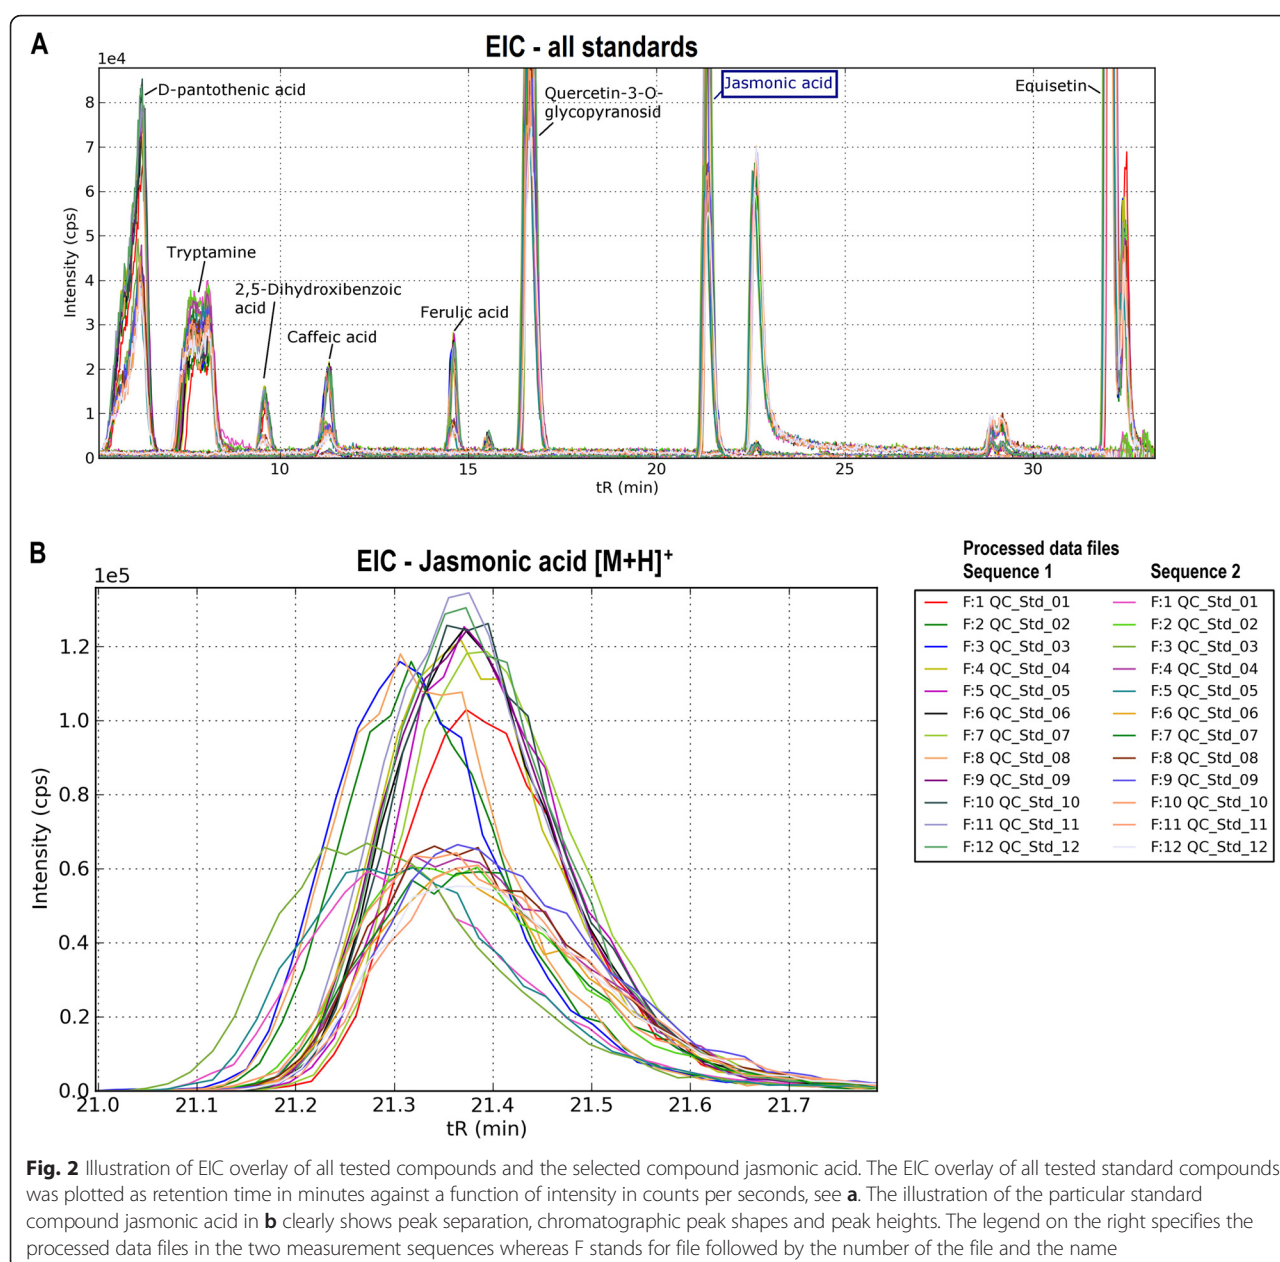 A
EIC - all standards
1e4
D-pantothenic acid
Quercetin-3-O-
glycopyranosid
Jasmonic acid
Equisetin
Tryptamine
2,5-Dihydroxibenzoic
acid
Caffeic acid
Ferulic acid
Intensity (cps)
8
7
6
5
4
3
2
1
0
10
15
20
25
30
tR (min)
B
EIC - Jasmonic acid [M+H]+
1e5
Intensity (cps)
1.2
1.0
0.8
0.6
0.4
0.2
0.0
21.0
21.1
21.2
21.3
21.4
21.5
21.6
21.7
tR (min)
Processed data files
Sequence 1
Sequence 2
F:1 QC_Std_01
F:2 QC_Std_02
F:3 QC_Std_03
F:4 QC_Std_04
F:5 QC_Std_05
F:6 QC_Std_06
F:7 QC_Std_07
F:8 QC_Std_08
F:9 QC_Std_09
F:10 QC_Std_10
F:11 QC_Std_11
F:12 QC_Std_12
F:1 QC_Std_01
F:2 QC_Std_02
F:3 QC_Std_03
F:4 QC_Std_04
F:5 QC_Std_05
F:6 QC_Std_06
F:7 QC_Std_07
F:8 QC_Std_08
F:9 QC_Std_09
F:10 QC_Std_10
F:11 QC_Std_11
F:12 QC_Std_12
Fig. 2 Illustration of EIC overlay of all tested compounds and the selected compound jasmonic acid. The EIC overlay of all tested standard compounds
was plotted as retention time in minutes against a function of intensity in counts per seconds, see a. The illustration of the particular standard
compound jasmonic acid in b clearly shows peak separation, chromatographic peak shapes and peak heights. The legend on the right specifies the
processed data files in the two measurement sequences whereas F stands for file followed by the number of the file and the name